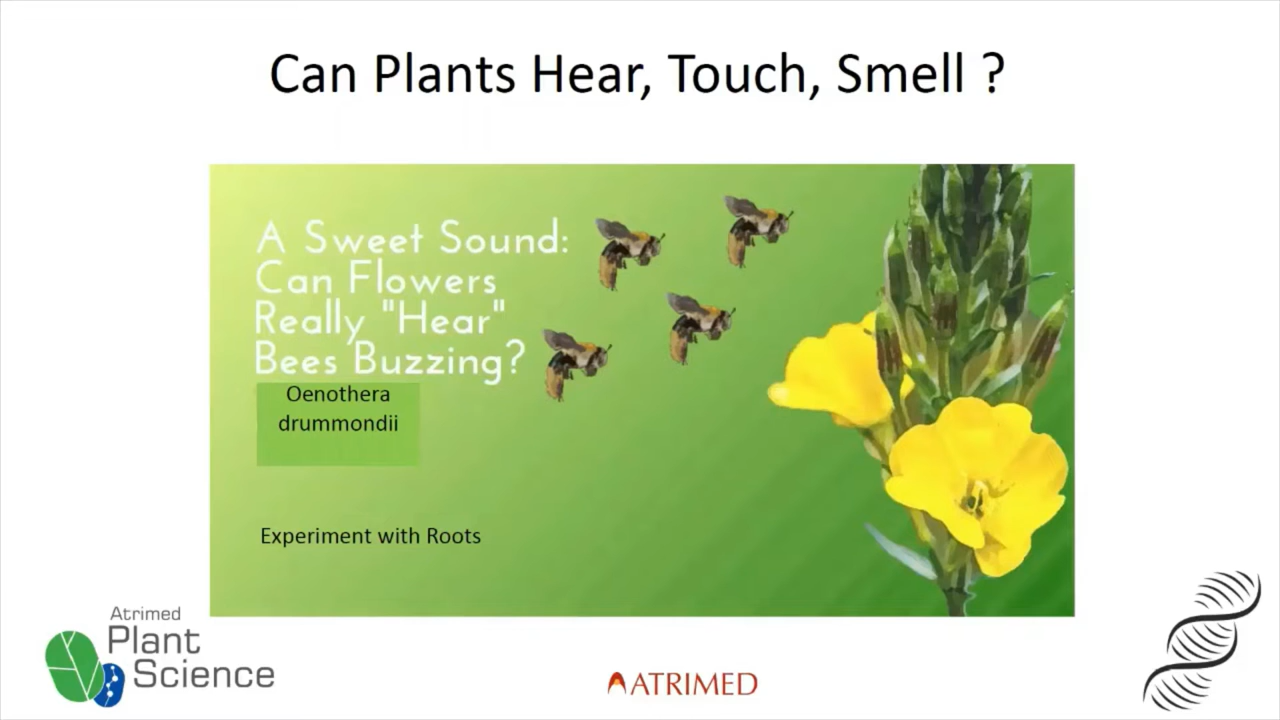 Can Plants Hear, Touch, Smell ?
A Sweet Sound:
Can Flowers
Really "Hear"
Bees Buzzing?
Oenothera
drummondii
Experiment with Roots
Atrimed
Plant
Science
ATRIMED